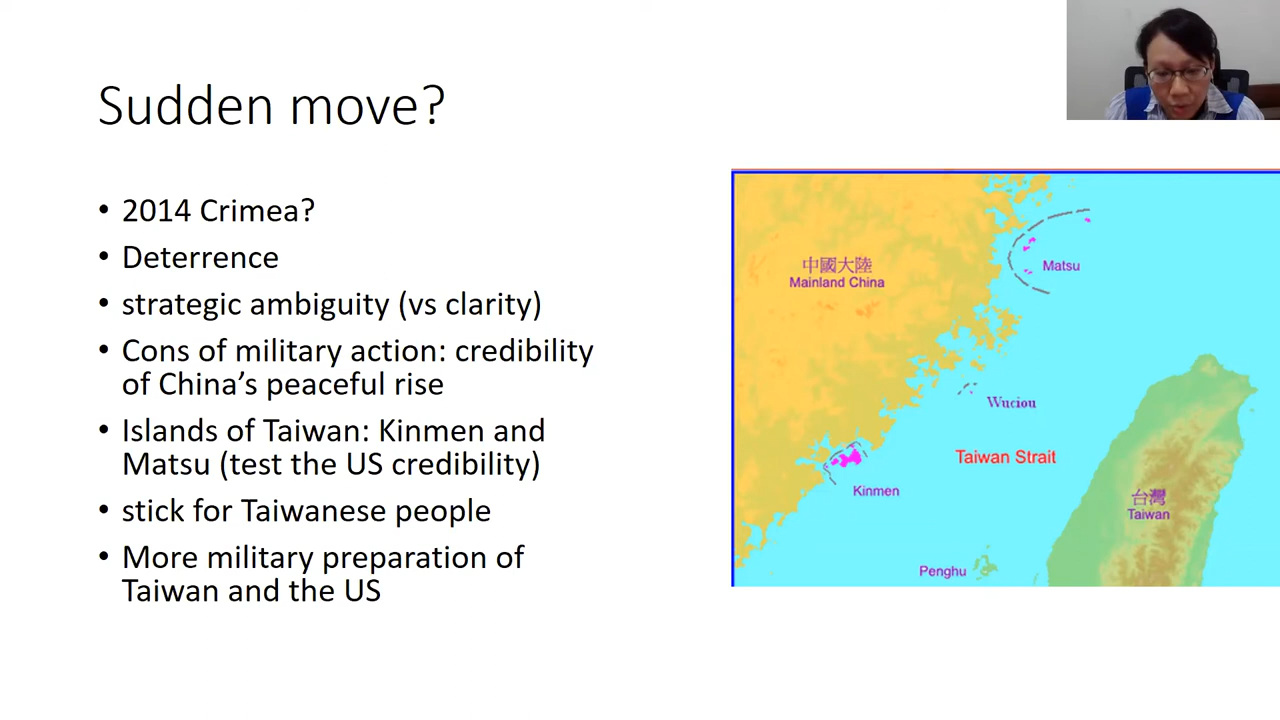 Sudden move?
• 2014 Crimea?
• Deterrence
• strategic ambiguity (vs clarity)
• Cons of military action: credibility
of China’s peaceful rise
• Islands of Taiwan: Kinmen and
Matsu (test the US credibility)
• stick for Taiwanese people
• More military preparation of
Taiwan and the US
中國大陸
Mainland China
Matsu
Wuciou
Taiwan Strait
Kinmen
台灣
Taiwan
Penghu